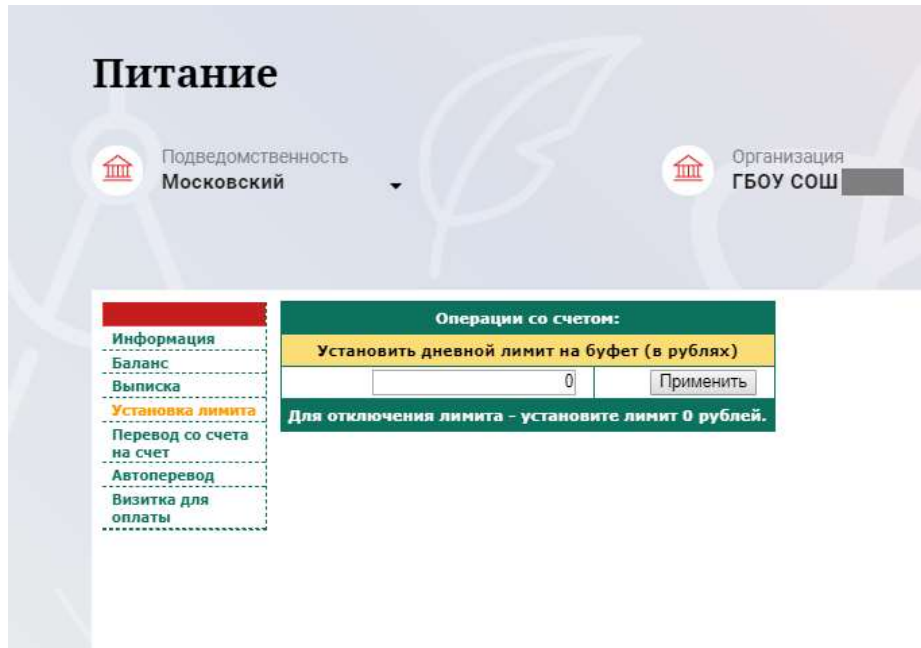 Питание
Подведомственность
Московский
Организация
ГБОУ СОШ
Информация
Баланс
Выписка
Установка лимита
Перевод со счета
на счет
Автоперевод
Визитка для
оплаты
Операции со счетом:
Установить дневной лимит на буфет (в рублях)
0 Применить
Для отключения лимита - установите лимит 0 рублей.